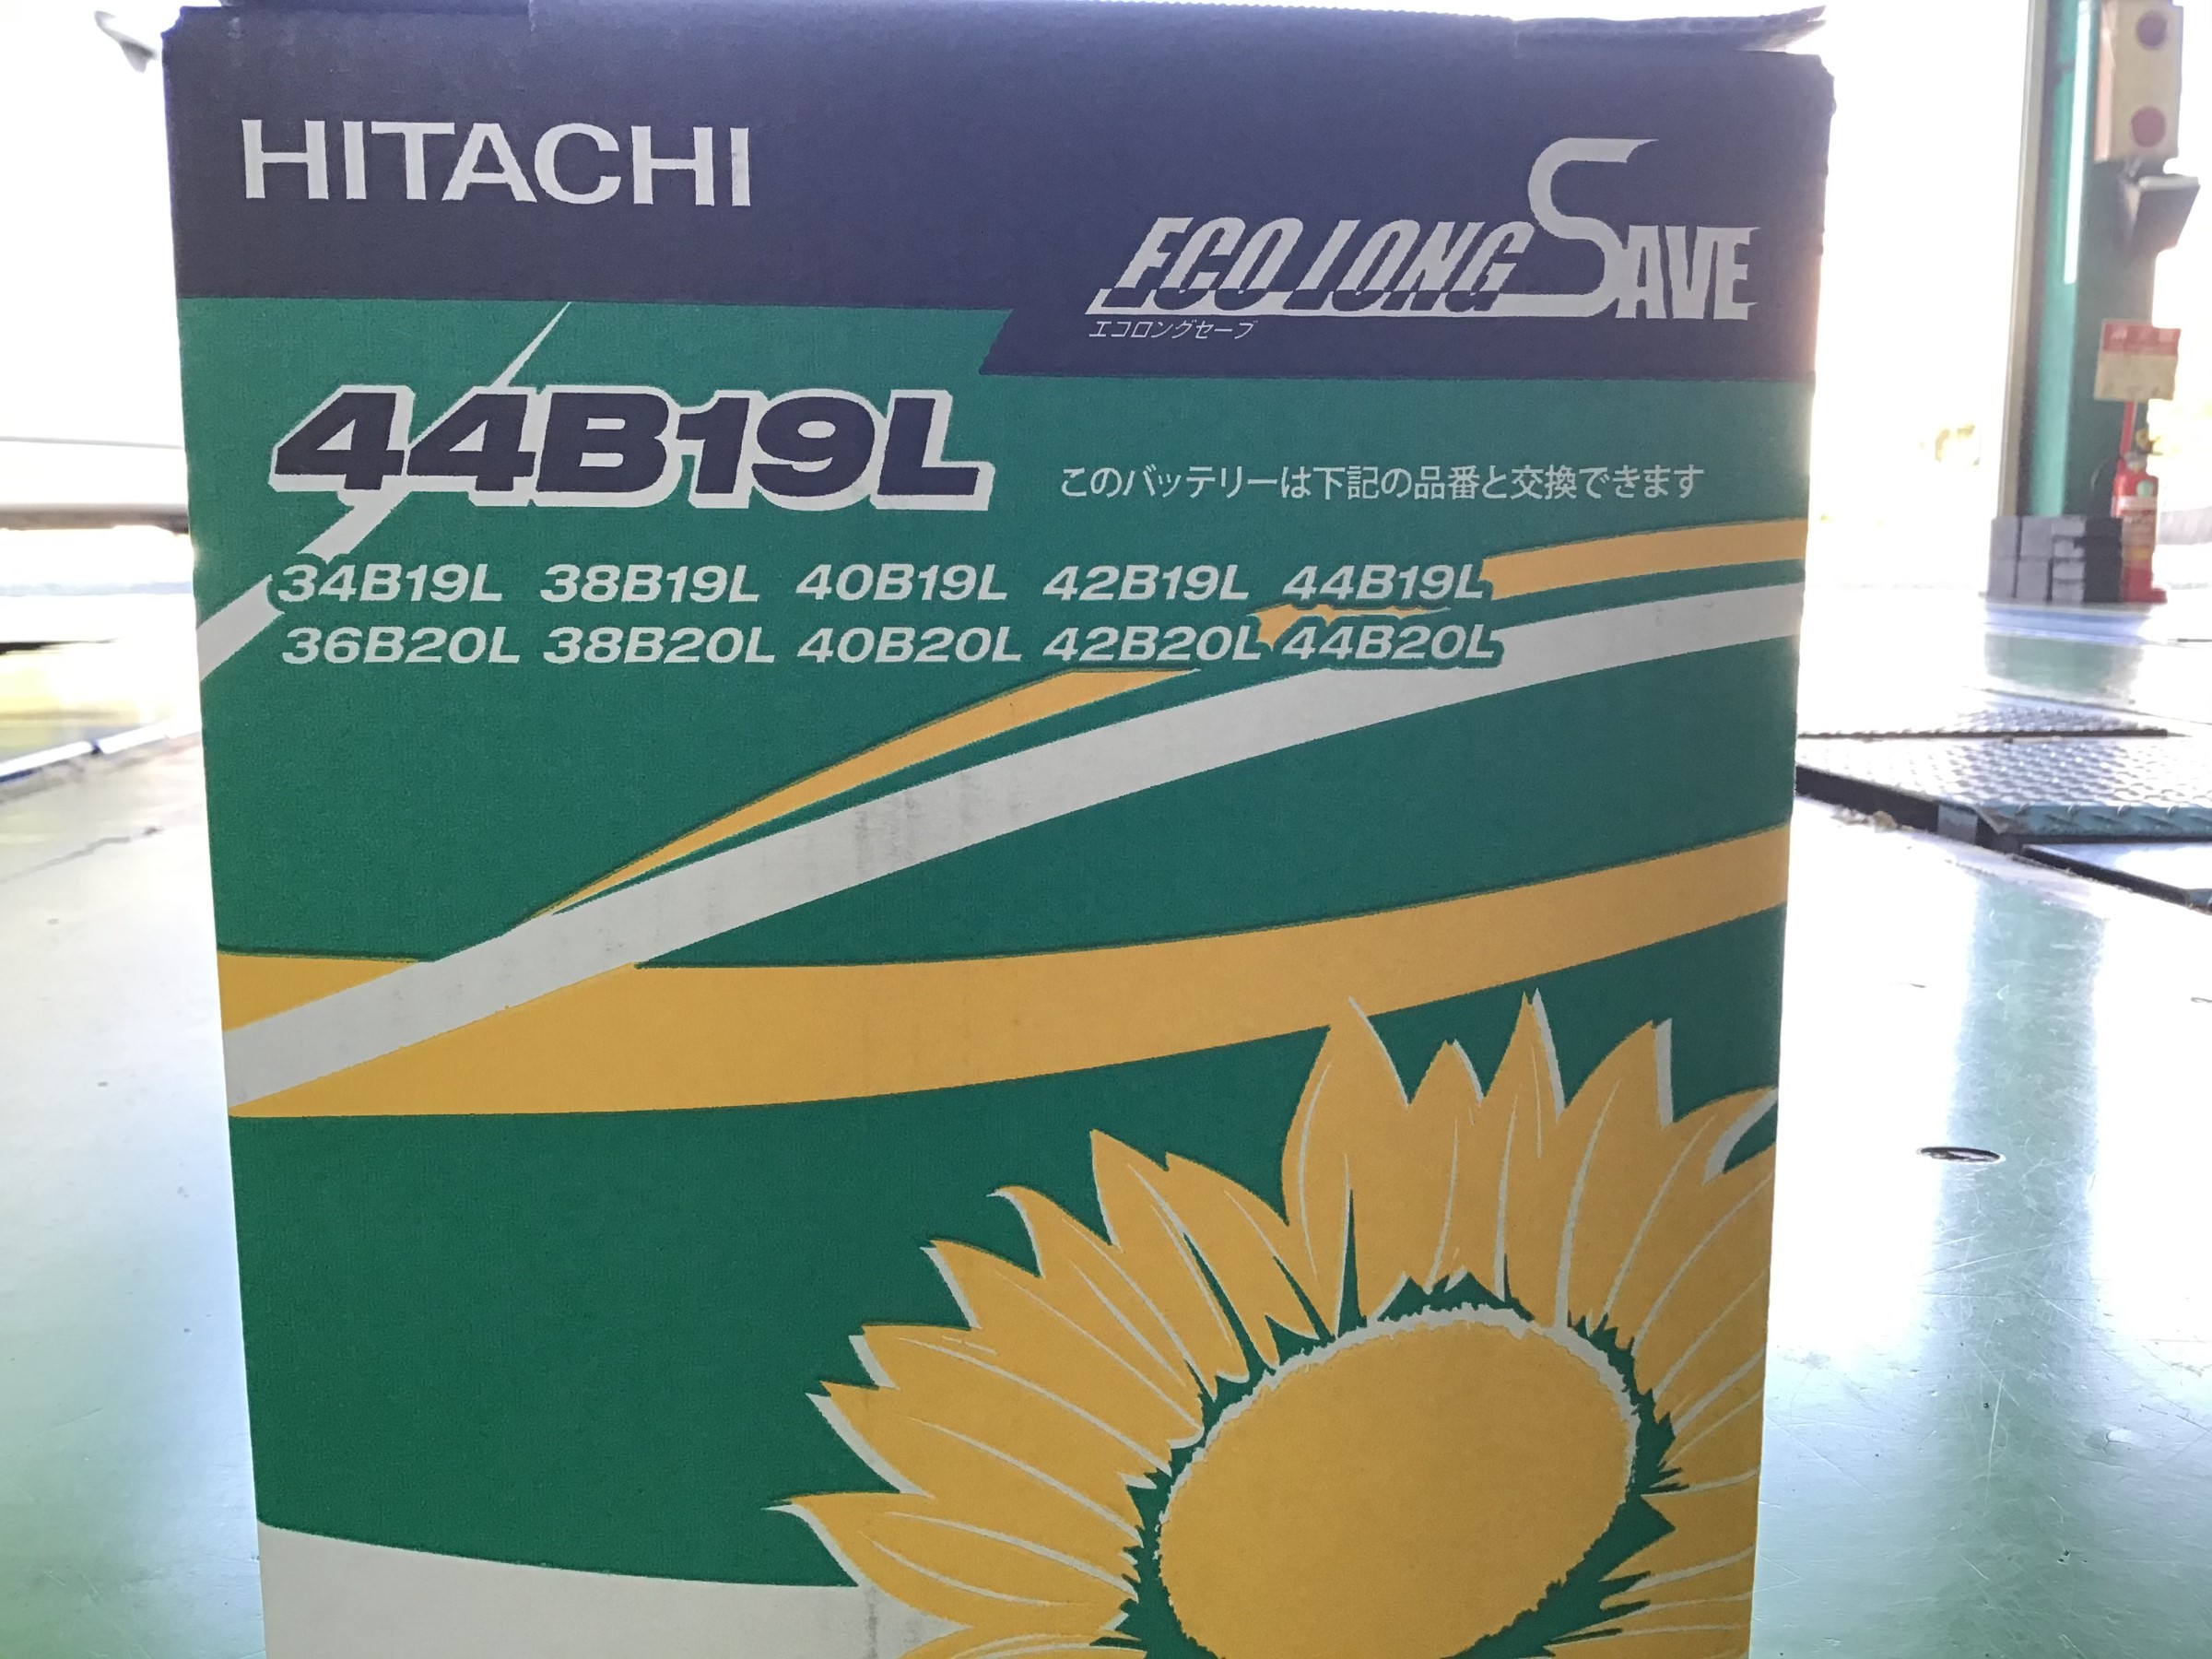 HITACHI
ECO LONG SAVE
エコロングセーブ
44B19L
このバッテリーは下記の品番と交換できます
34B19L 38B19L 40B19L 42B19L 44B19L
36B20L 38B20L 40B20L 42B20L 44B20L